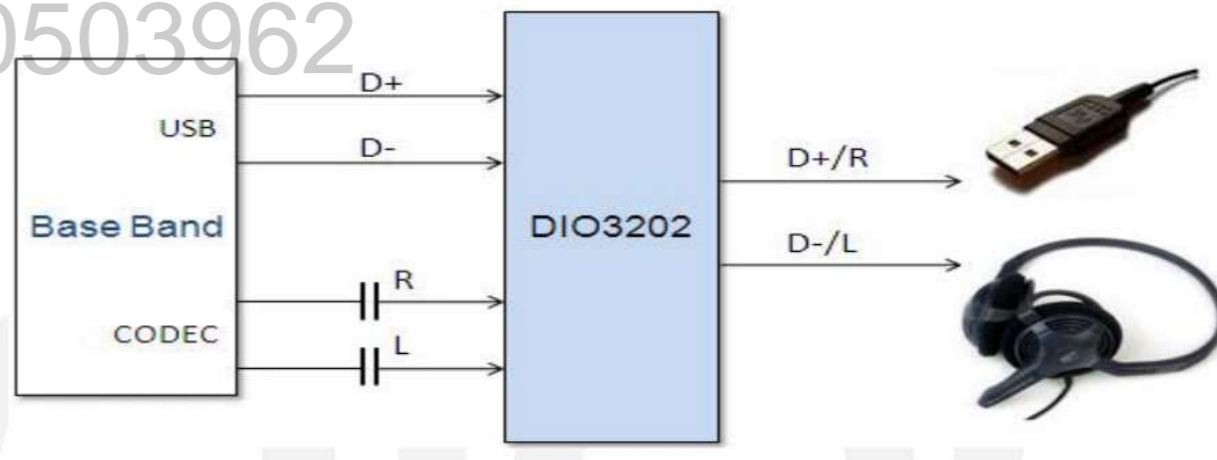 0503962
D+
USB
D-
D+/R
Base Band
DIO3202
D-/L
R
CODEC
L